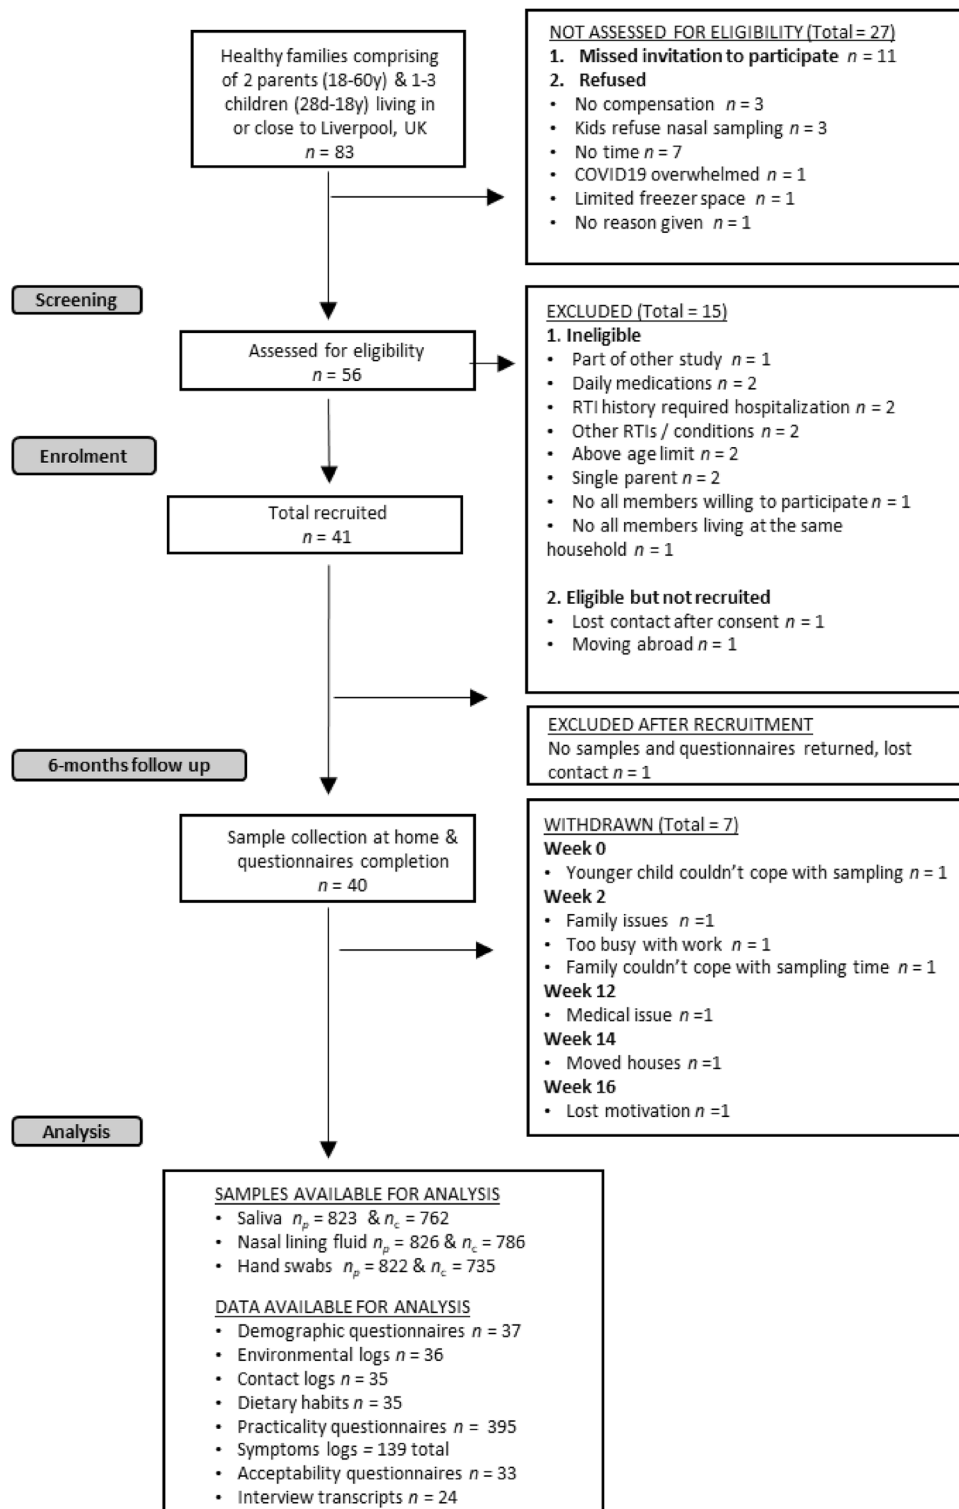 Healthy families comprising
of 2 parents (18-60y) & 1-3
children (28d-18y) living in
or close to Liverpool, UK
n = 83
NOT ASSESSED FOR ELIGIBILITY (Total = 27)
1. Missed invitation to participate n = 11
2. Refused
• No compensation n = 3
• Kids refuse nasal sampling n = 3
• No time n = 7
• COVID19 overwhelmed n = 1
• Limited freezer space n = 1
• No reason given n = 1
Screening
Assessed for eligibility
n = 56
EXCLUDED (Total = 15)
1. Ineligible
• Part of other study n = 1
• Daily medications n = 2
• RTI history required hospitalization n = 2
• Other RTIs / conditions n = 2
• Above age limit n = 2
• Single parent n = 2
• No all members willing to participate n = 1
• No all members living at the same
household n = 1
2. Eligible but not recruited
• Lost contact after consent n = 1
• Moving abroad n = 1
Enrolment
Total recruited
n = 41
EXCLUDED AFTER RECRUITMENT
No samples and questionnaires returned, lost
contact n = 1
6-months follow up
Sample collection at home &
questionnaires completion
n = 40
WITHDRAWN (Total = 7)
Week 0
• Younger child couldn't cope with sampling n = 1
Week 2
• Family issues n =1
• Too busy with work n = 1
• Family couldn't cope with sampling time n = 1
Week 12
• Medical issue n =1
Week 14
• Moved houses n =1
Week 16
• Lost motivation n =1
Analysis
SAMPLES AVAILABLE FOR ANALYSIS
• Saliva np = 823 & nc = 762
• Nasal lining fluid np = 826 & nc = 786
• Hand swabs np = 822 & nc = 735
DATA AVAILABLE FOR ANALYSIS
• Demographic questionnaires n = 37
• Environmental logs n = 36
• Contact logs n = 35
• Dietary habits n = 35
• Practicality questionnaires n = 395
• Symptoms logs = 139 total
• Acceptability questionnaires n = 33
• Interview transcripts n = 24